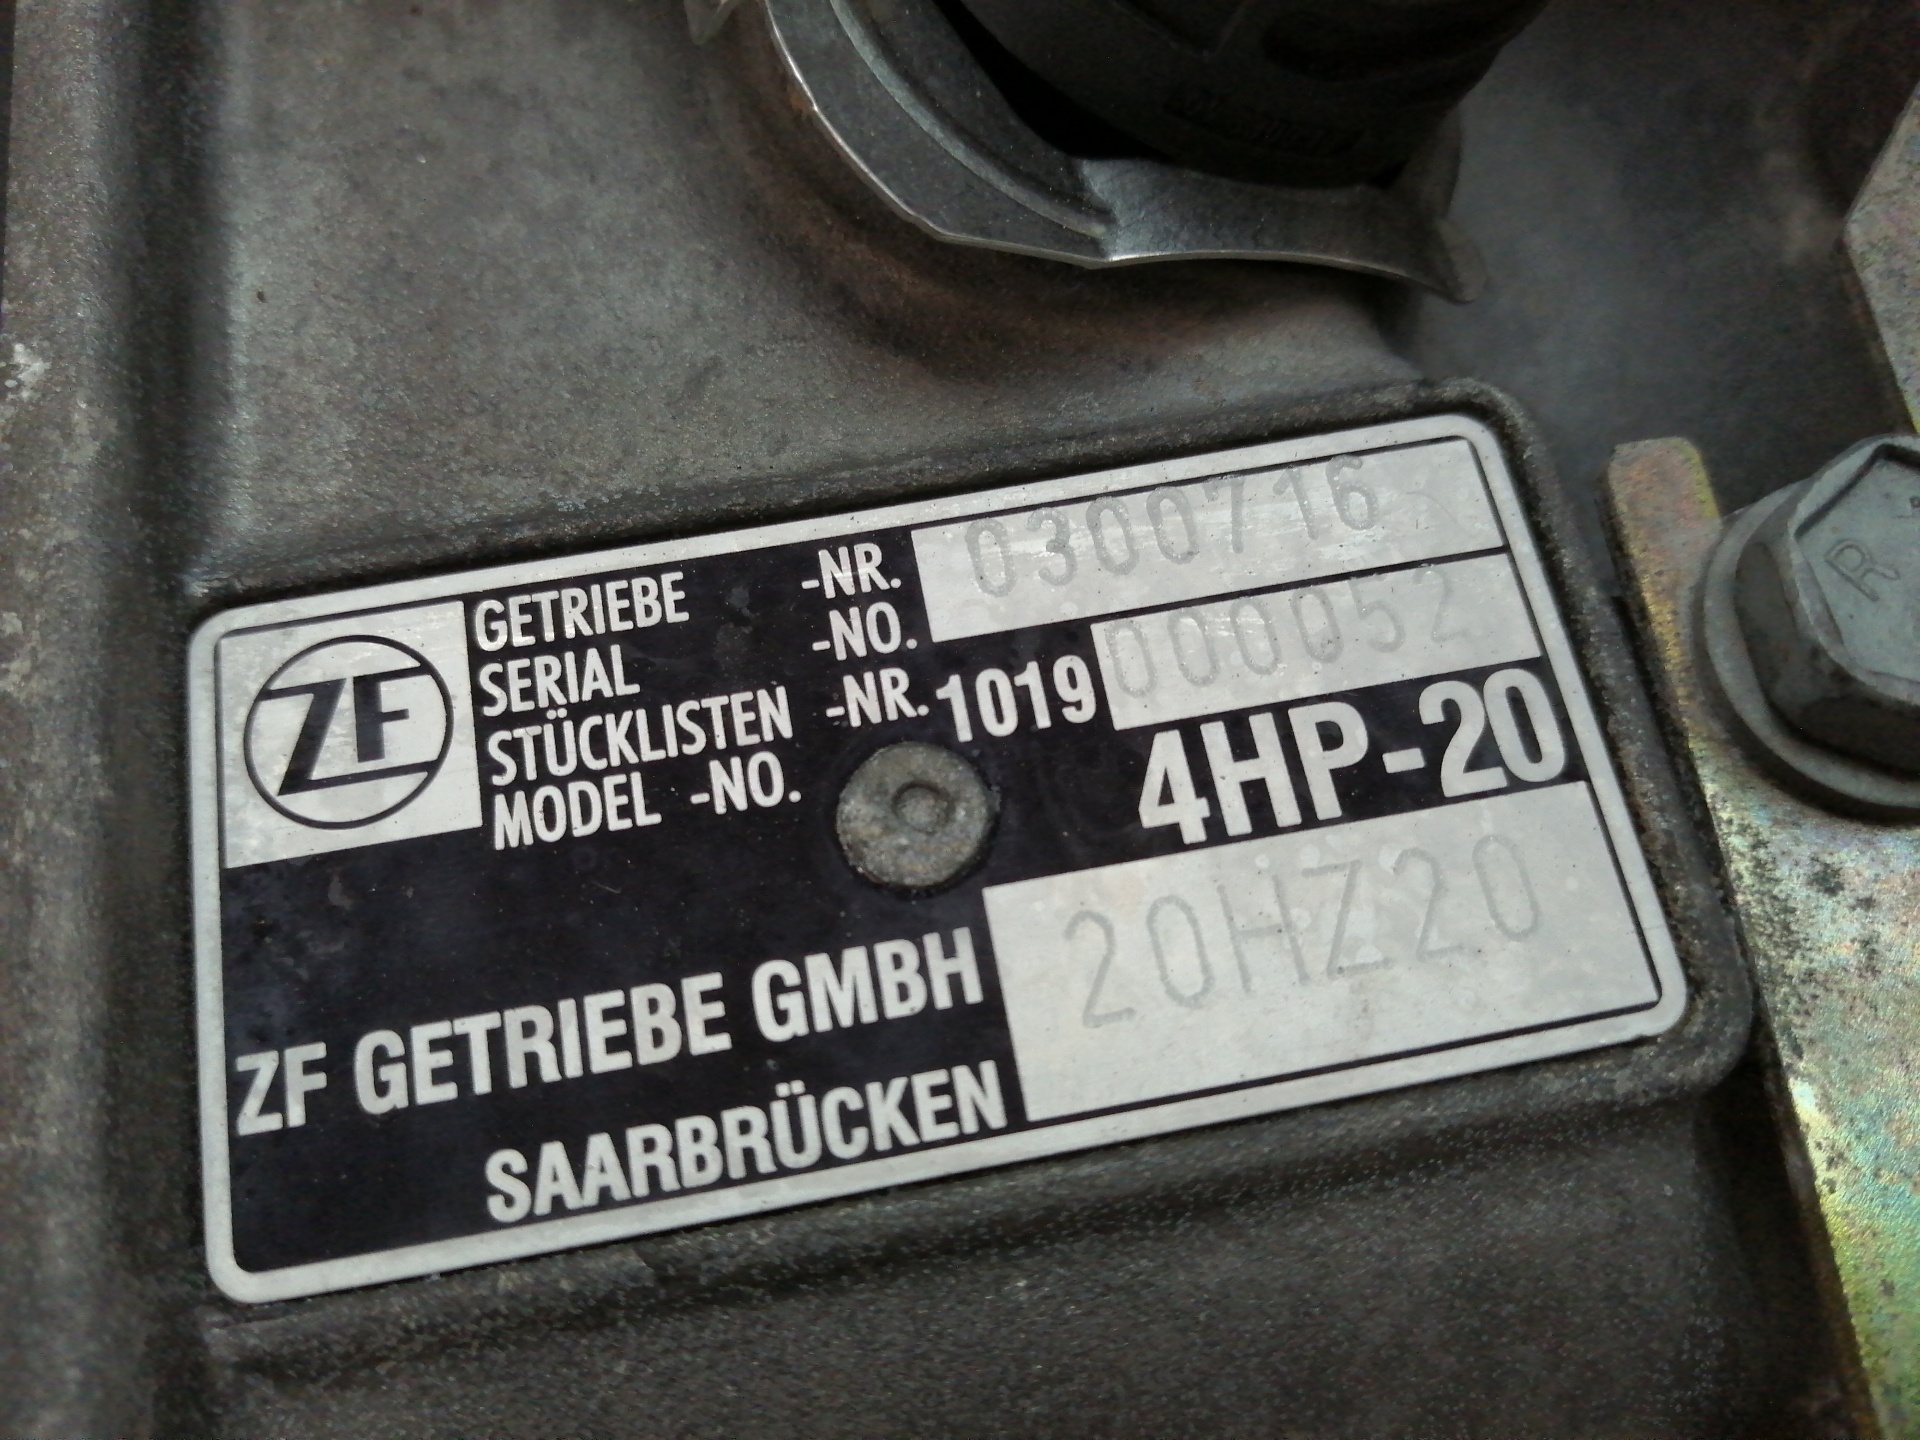 ZF
GETRIEBE -NR. 0300716
SERIAL -NO.
STÜCKLISTEN -NR. 1019 000052
MODEL -NO. 4HP-20
20HZ20
ZF GETRIEBE GMBH
SAARBRÜCKEN
R